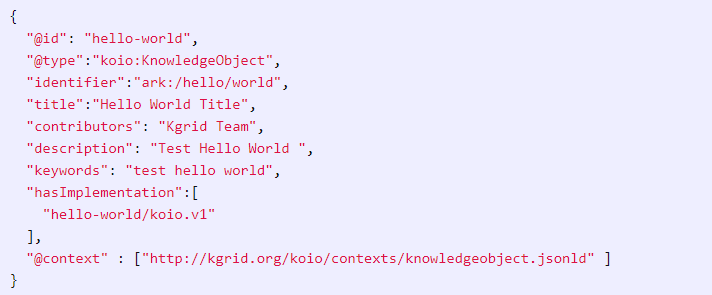 {
"@id": "hello-world",
"@type":"koio:KnowledgeObject",
"identifier":"ark:/hello/world",
"title":"Hello World Title",
"contributors": "Kgrid Team",
"description": "Test Hello World ",
"keywords": "test hello world",
"hasImplementation":[
"hello-world/koio.v1"
],
"@context" : ["http://kgrid.org/koio/contexts/knowledgeobject.jsonld" ]
}